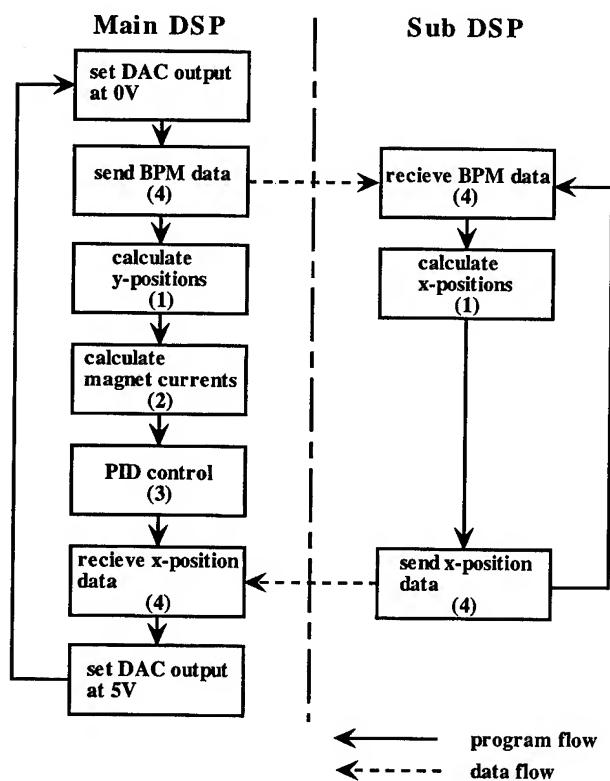 Main DSP
set DAC output
at 0V
send BPM data
(4)
calculate
y-positions
(1)
calculate
magnet currents
(2)
PID control
(3)
recieve x-position
data
(4)
set DAC output
at 5V
Sub DSP
recieve BPM data
(4)
calculate
x-positions
(1)
send x-position
data
(4)
program flow
data flow